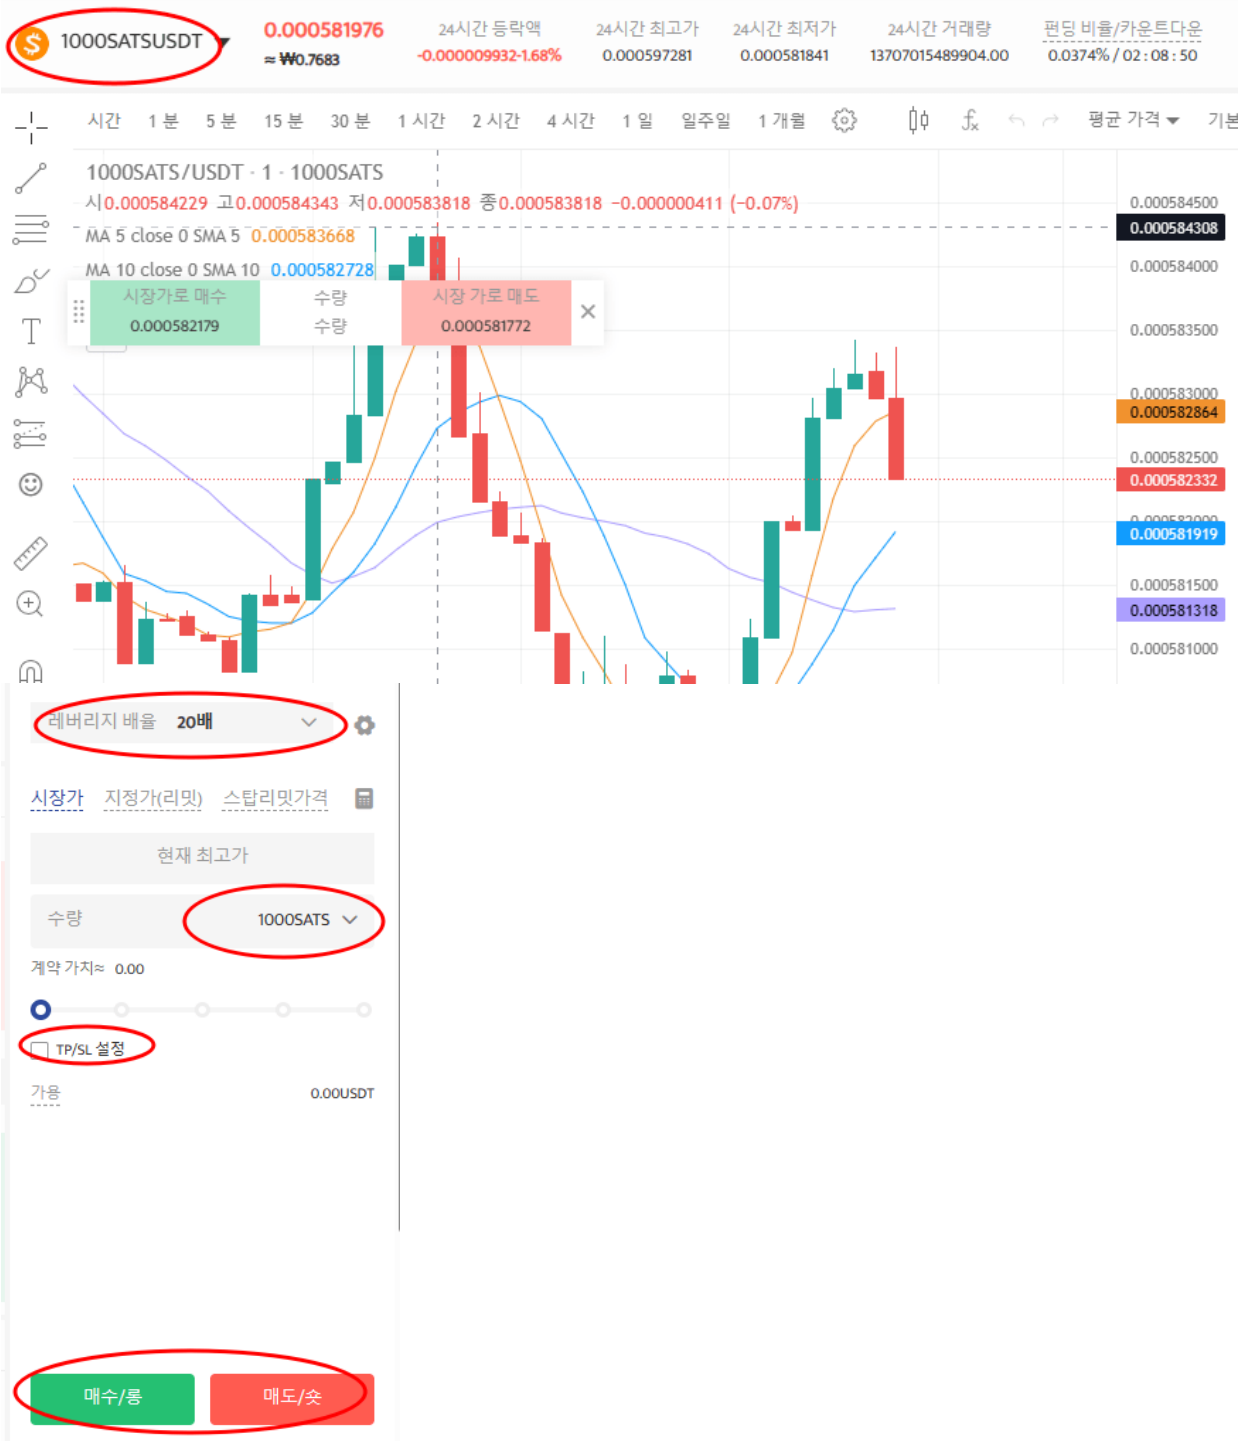 1000SATSUSDT
0.000581976
≈ ₩0.7683
24시간 등락액
-0.000009932-1.68%
24시간 최고가
0.000597281
24시간 최저가
0.000581841
24시간 거래량
13707015489904.00
펀딩 비율/카운트다운
0.0374% / 02 : 08 : 50
시간 1 분 5 분 15 분 30 분 1 시간 2 시간 4 시간 1 일 일주일 1 개월 평균 가격 기본
1000SATS/USDT · 1 · 1000SATS
시0.000584229 고0.000584343 저0.000583818 종0.000583818 −0.000000411 (−0.07%)
MA 5 close 0 SMA 5 0.000583668
MA 10 close 0 SMA 10 0.000582728
시장가로 매수 수량 시장 가로 매도
0.000582179 수량 0.000581772
0.000584500
0.000584308
0.000584000
0.000583500
0.000583000
0.000582864
0.000582500
0.000582332
0.000582000
0.000581919
0.000581500
0.000581318
0.000581000
레버리지 배율 20배
시장가 지정가(리밋) 스탑리밋가격
현재 최고가
수량 1000SATS
계약 가치≈ 0.00
TP/SL 설정
가용 0.00USDT
매수/롱 매도/숏